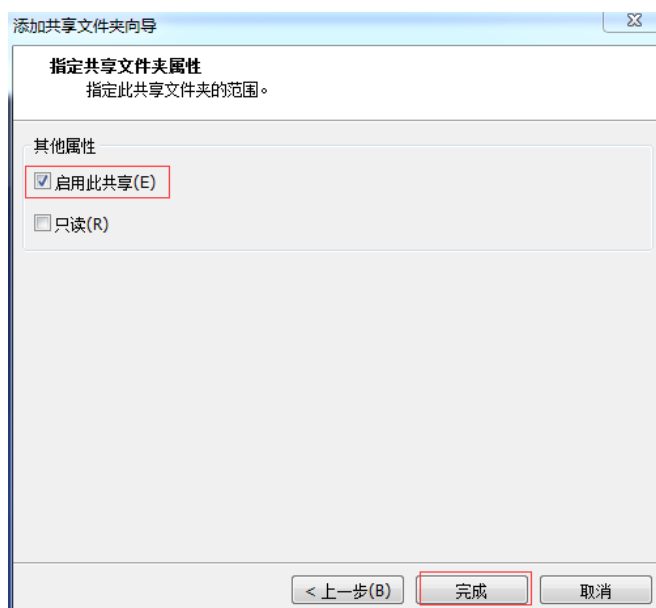 添加共享文件夹向导
指定共享文件夹属性
指定此共享文件夹的范围。
其他属性
启用此共享(E)
只读(R)
< 上一步(B)
完成
取消